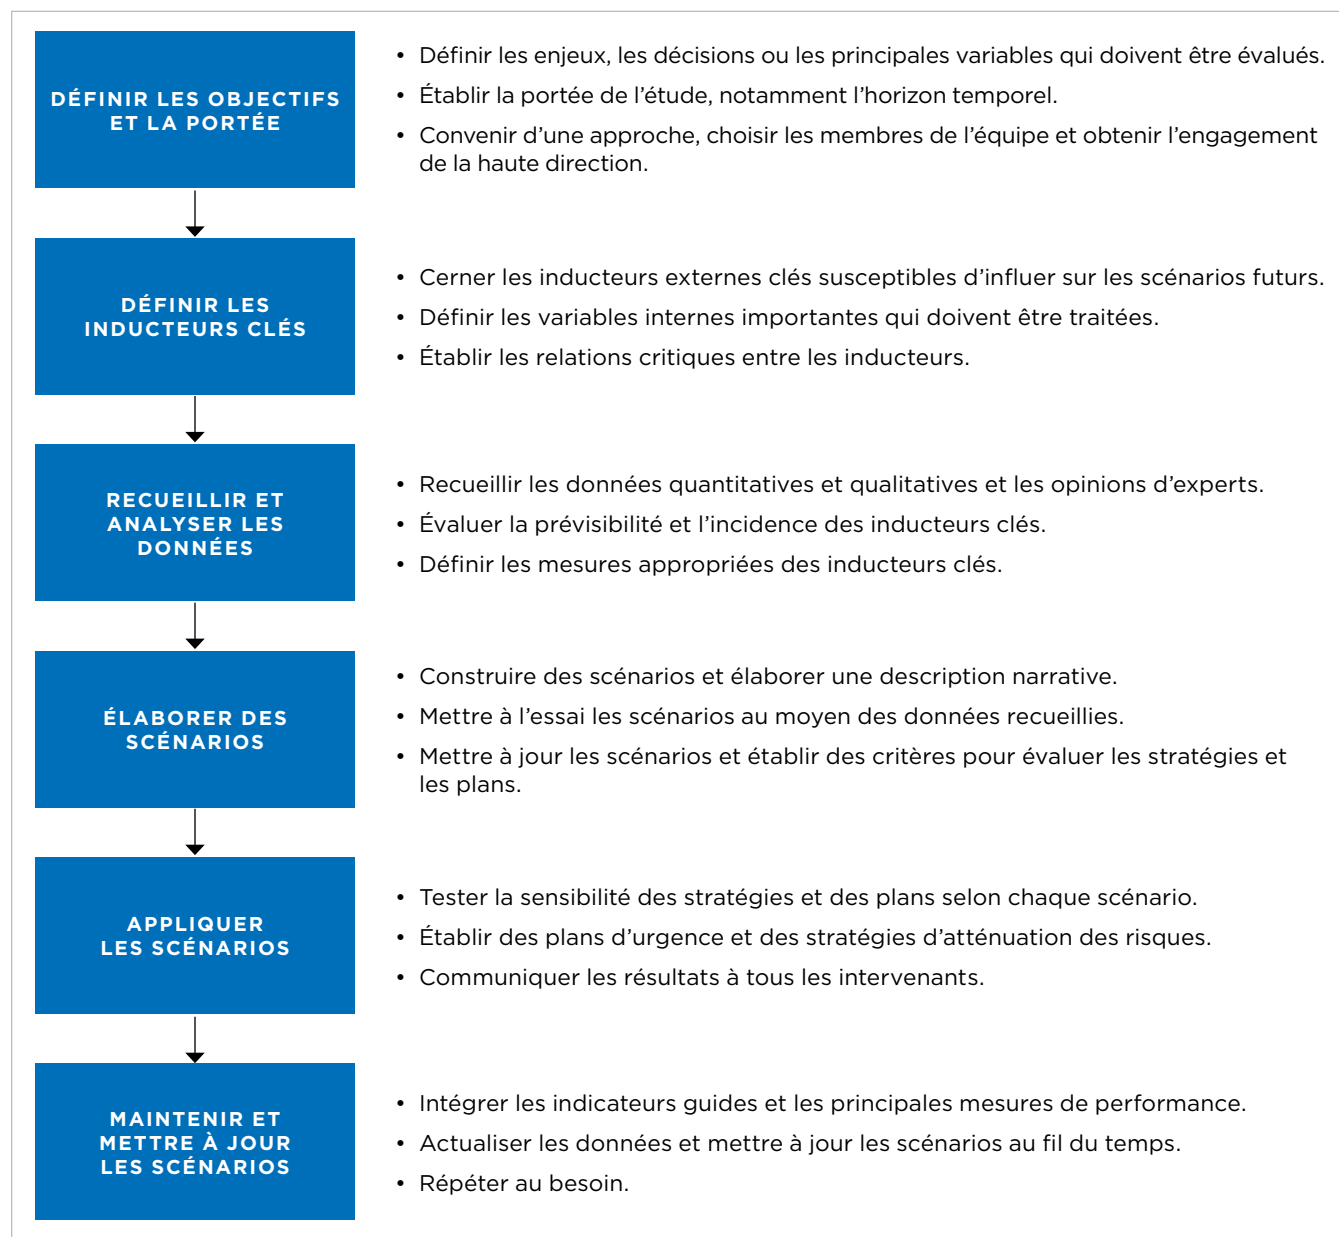 DÉFINIR LES OBJECTIFS
ET LA PORTÉE
• Définir les enjeux, les décisions ou les principales variables qui doivent être évalués.
• Établir la portée de l’étude, notamment l’horizon temporel.
• Convenir d’une approche, choisir les membres de l’équipe et obtenir l’engagement
de la haute direction.
DÉFINIR LES
INDUCTEURS CLÉS
• Cerner les inducteurs externes clés susceptibles d’influer sur les scénarios futurs.
• Définir les variables internes importantes qui doivent être traitées.
• Établir les relations critiques entre les inducteurs.
RECUEILLIR ET
ANALYSER LES
DONNÉES
• Recueillir les données quantitatives et qualitatives et les opinions d’experts.
• Évaluer la prévisibilité et l’incidence des inducteurs clés.
• Définir les mesures appropriées des inducteurs clés.
ÉLABORER DES
SCÉNARIOS
• Construire des scénarios et élaborer une description narrative.
• Mettre à l’essai les scénarios au moyen des données recueillies.
• Mettre à jour les scénarios et établir des critères pour évaluer les stratégies et
les plans.
APPLIQUER
LES SCÉNARIOS
• Tester la sensibilité des stratégies et des plans selon chaque scénario.
• Établir des plans d’urgence et des stratégies d’atténuation des risques.
• Communiquer les résultats à tous les intervenants.
MAINTENIR ET
METTRE À JOUR
LES SCÉNARIOS
• Intégrer les indicateurs guides et les principales mesures de performance.
• Actualiser les données et mettre à jour les scénarios au fil du temps.
• Répéter au besoin.